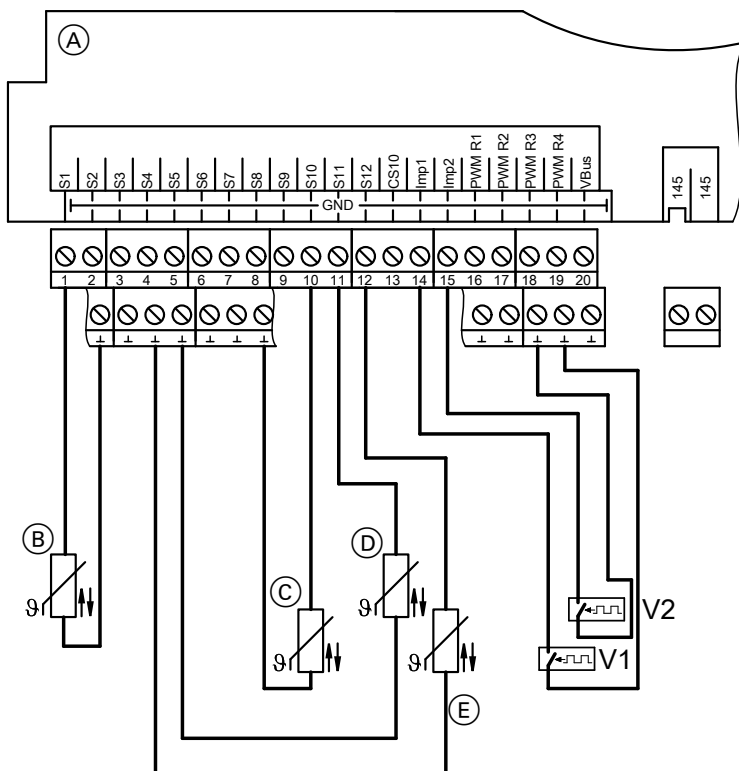 A
S1 S2 S3 S4 S5 S6 S7 S8 S9 S10 S11 S12 CS10 Imp1 Imp2 PWM R1 PWM R2 PWM R3 PWM R4 VBus
145 145
GND
1 2 3 4 5 6 7 8 9 10 11 12 13 14 15 16 17 18 19 20
B
D
C
ϑ
ϑ
V2
ϑ
ϑ
V1
E